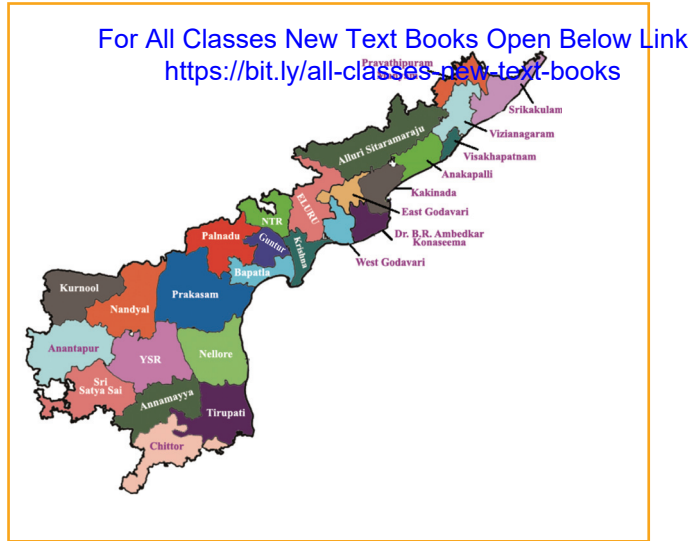 For All Classes New Text Books Open Below Link
https://bit.ly/all-classes-new-text-books
Pravathipuram
Srikakulam
Vizianagaram
Alluri Sitaramaraju
Visakhapatnam
Anakapalli
Kakinada
ELURU
East Godavari
NTR
Dr. B.R. Ambedkar
Konaseema
Palnadu
Guntur
Krishna
West Godavari
Bapatla
Kurnool
Prakasam
Nandyal
Anantapur
YSR
Nellore
Sri
Satya Sai
Annamayya
Tirupati
Chittor